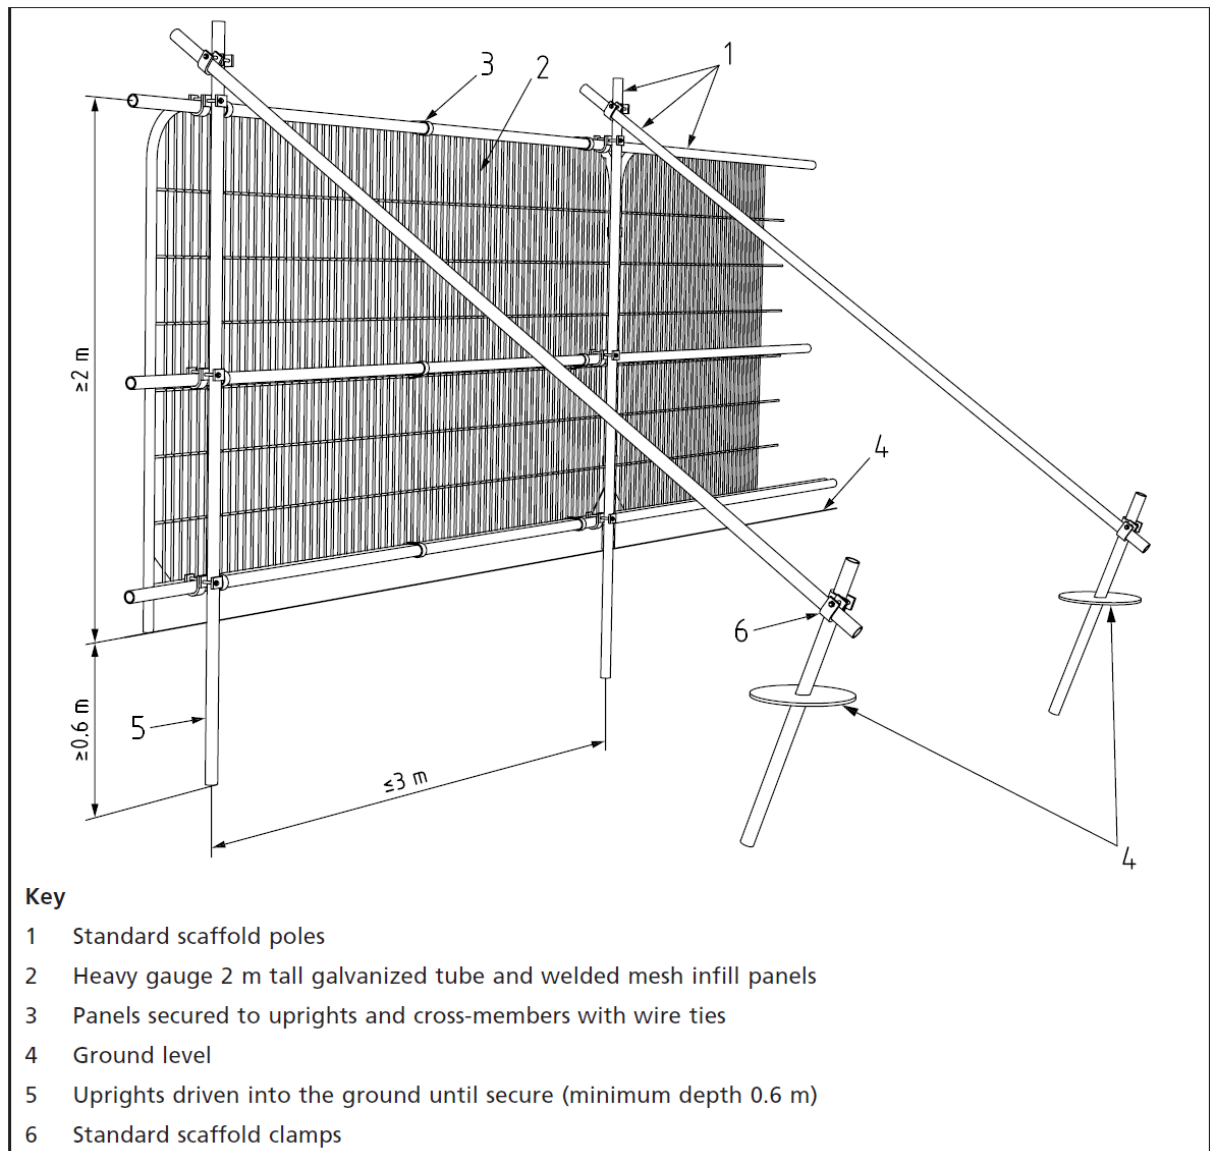 3
2
1
≥2 m
4
6
5
≥0.6 m
≤3 m
4
Key
1 Standard scaffold poles
2 Heavy gauge 2 m tall galvanized tube and welded mesh infill panels
3 Panels secured to uprights and cross-members with wire ties
4 Ground level
5 Uprights driven into the ground until secure (minimum depth 0.6 m)
6 Standard scaffold clamps